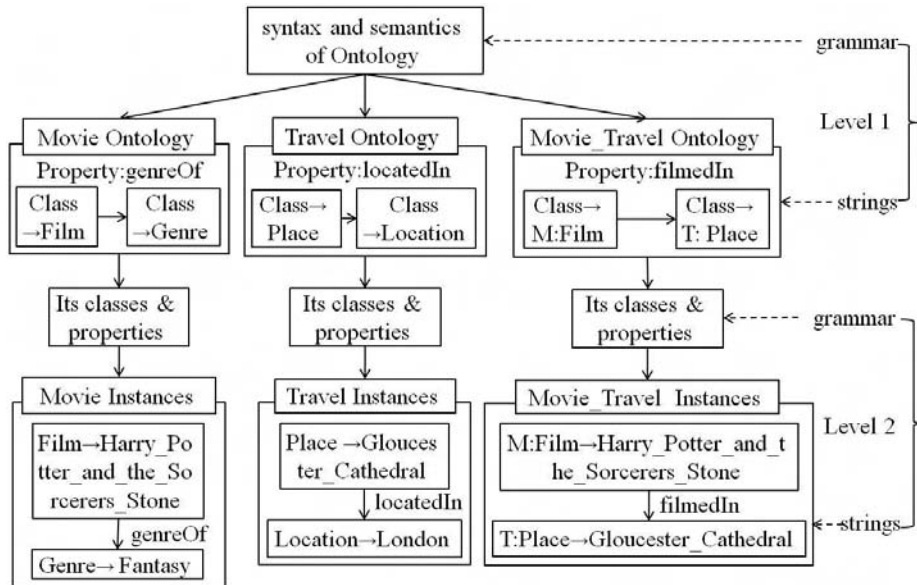 syntax and semantics
of Ontology
grammar
Level 1
Movie Ontology
Property:genreOf
Class
→Film
Class
→Genre
Travel Ontology
Property:locatedIn
Class→
Place
Class
→Location
Movie_Travel Ontology
Property:filmedIn
Class→
M:Film
Class→
T: Place
strings
Its classes &
properties
Its classes &
properties
Its classes &
properties
grammar
Level 2
Movie Instances
Film→Harry_Po
tter_and_the_So
rcerers_Stone
genreOf
Genre→Fantasy
Travel Instances
Place →Glouces
ter_Cathedral
locatedIn
Location→London
Movie_Travel Instances
M:Film→Harry_Potter_and_t
he_Sorcerers_Stone
filmedIn
T:Place→Gloucester_Cathedral
strings